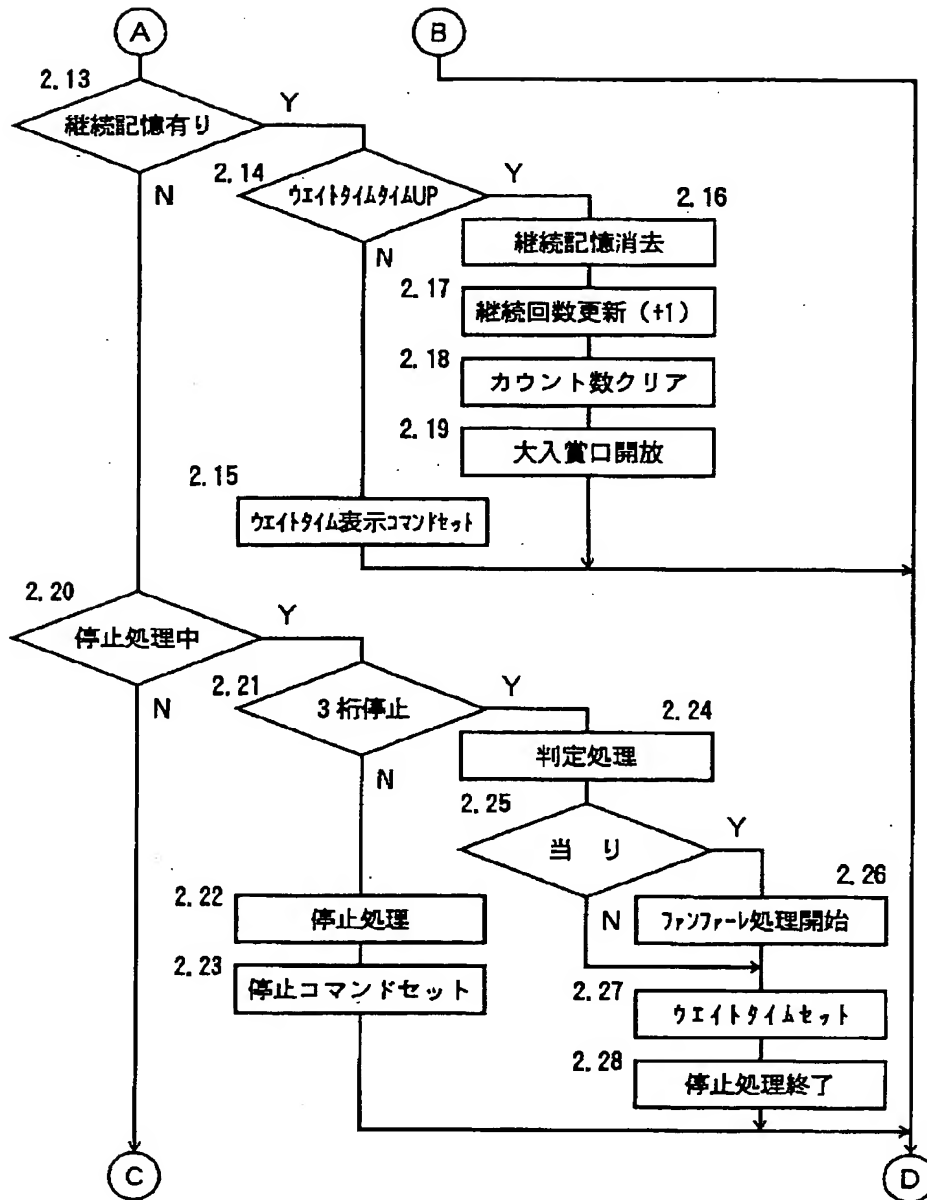 A
B
2.13
継続記憶有り
Y
N
2.14
ウエイトタイムタイムUP
Y
N
2.16
継続記憶消去
2.17
継続回数更新（+1）
2.18
カウント数クリア
2.19
大入賞口開放
2.15
ウエイトタイム表示コマンドセット
2.20
停止処理中
Y
N
2.21
3桁停止
Y
N
2.24
判定処理
2.25
当り
Y
N
2.26
ファンファーレ処理開始
2.22
停止処理
2.23
停止コマンドセット
2.27
ウエイトタイムセット
2.28
停止処理終了
C
D